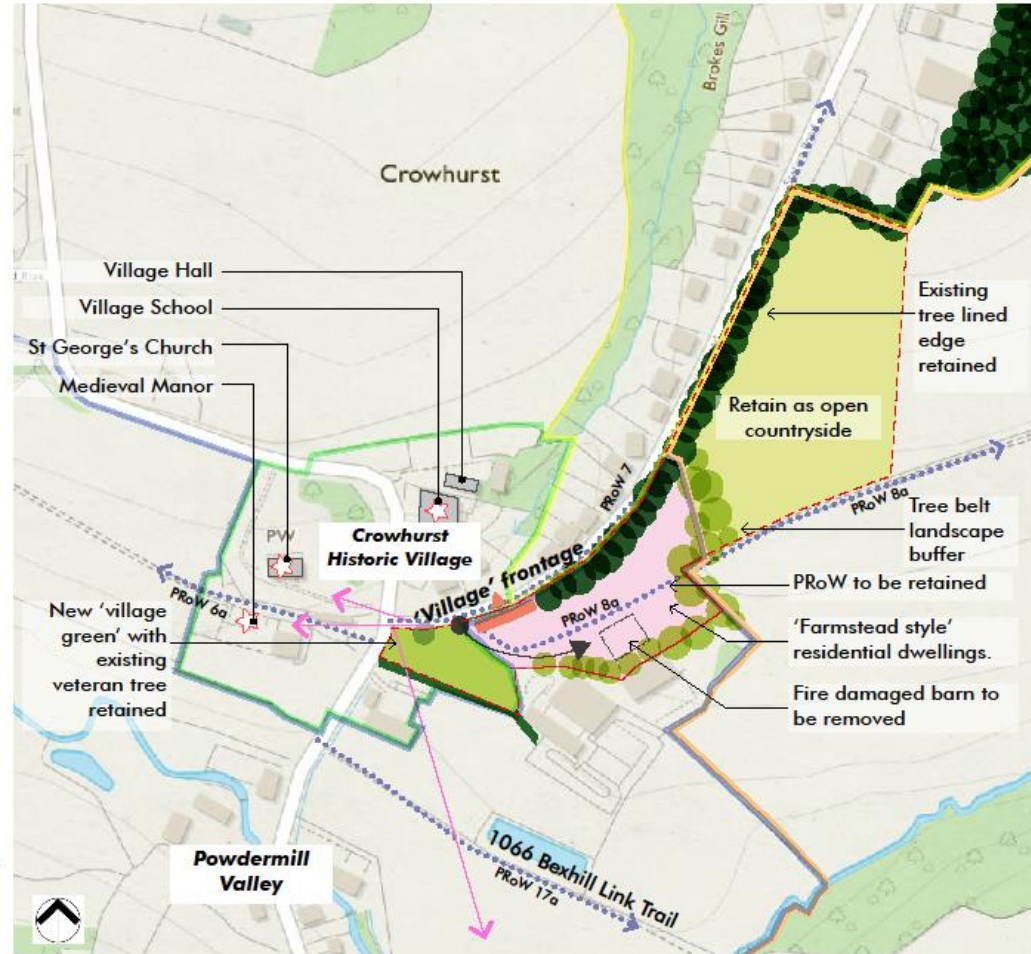 Brokes Gill
Crowhurst
Village Hall
Village School
St George's Church
Medieval Manor
Existing
tree lined
edge
retained
Retain as open
countryside
PRoW 7
PRoW 8a
Tree belt
landscape
buffer
PW
Crowhurst
Historic Village
'Village' frontage
PRoW to be retained
PRoW 6a
PRoW 8a
New 'village
green' with
existing
veteran tree
retained
'Farmstead style'
residential dwellings.
Fire damaged barn to
be removed
Powdermill
Valley
1066 Bexhill Link Trail
PRoW 17a